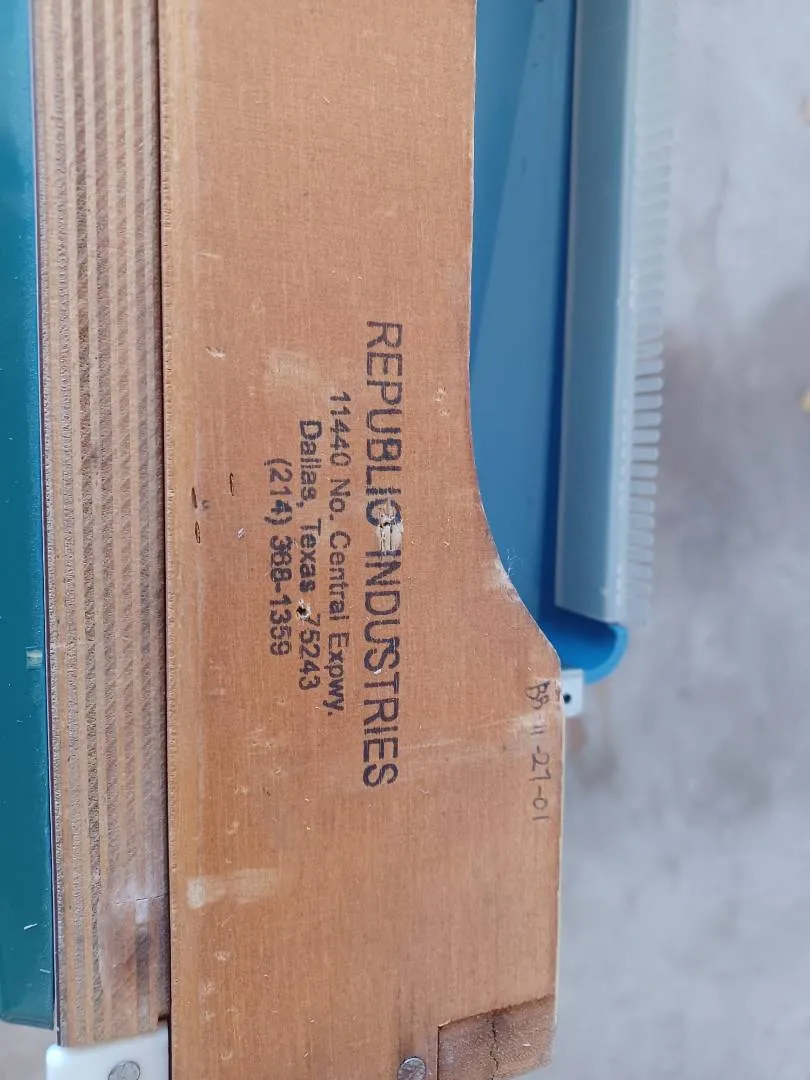 REPUBLIC INDUSTRIES
11440 No. Central Expwy.
Dallas, Texas 75243
(214) 368-1359
BB-11-27-01